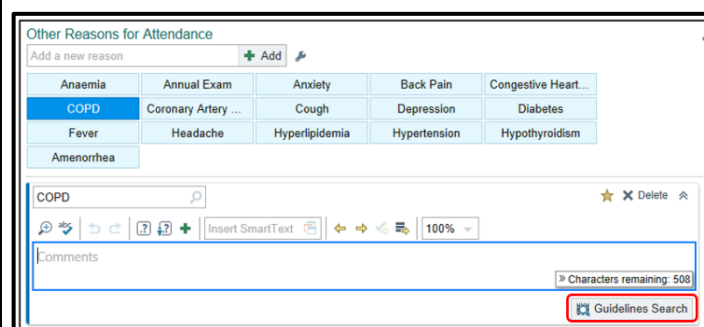 Other Reasons for Attendance
Add a new reason Add
Anaemia Annual Exam Anxiety Back Pain Congestive Heart...
COPD Coronary Artery ... Cough Depression Diabetes
Fever Headache Hyperlipidemia Hypertension Hypothyroidism
Amenorrhea
COPD Delete
abc Insert SmartText 100%
Comments
» Characters remaining: 508
Guidelines Search